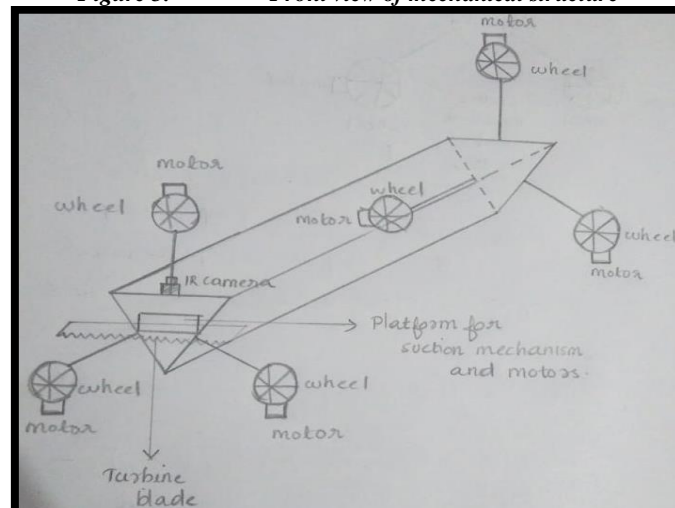 Figure 3. Front view of mechanical structure
motor
wheel
motor
wheel
wheel
motor
wheel
motor
IR camera
Platform for
suction mechanism
and motors.
wheel
motor
wheel
motor
Turbine
blade